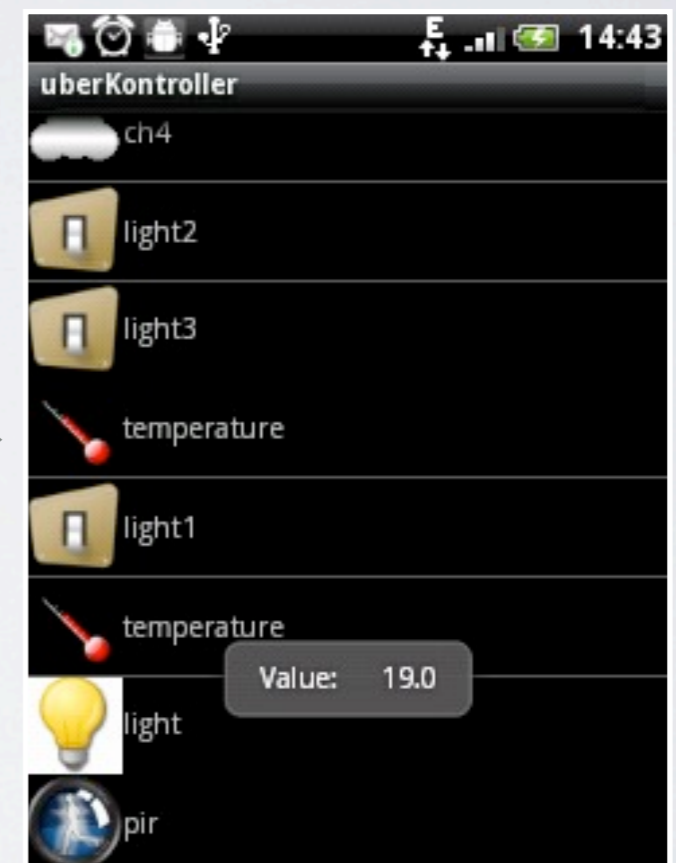 E 14:43
uberKontroller
ch4
light2
light3
temperature
light1
temperature
Value: 19.0
light
pir